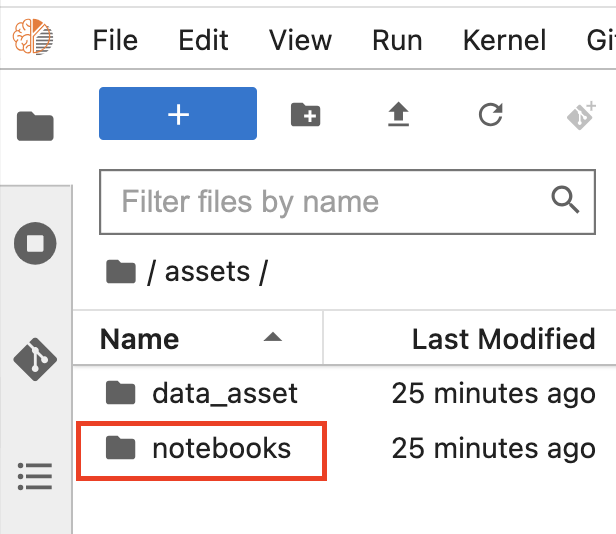 File Edit View Run Kernel Gi
Filter files by name
/ assets /
Name Last Modified
data_asset 25 minutes ago
notebooks 25 minutes ago